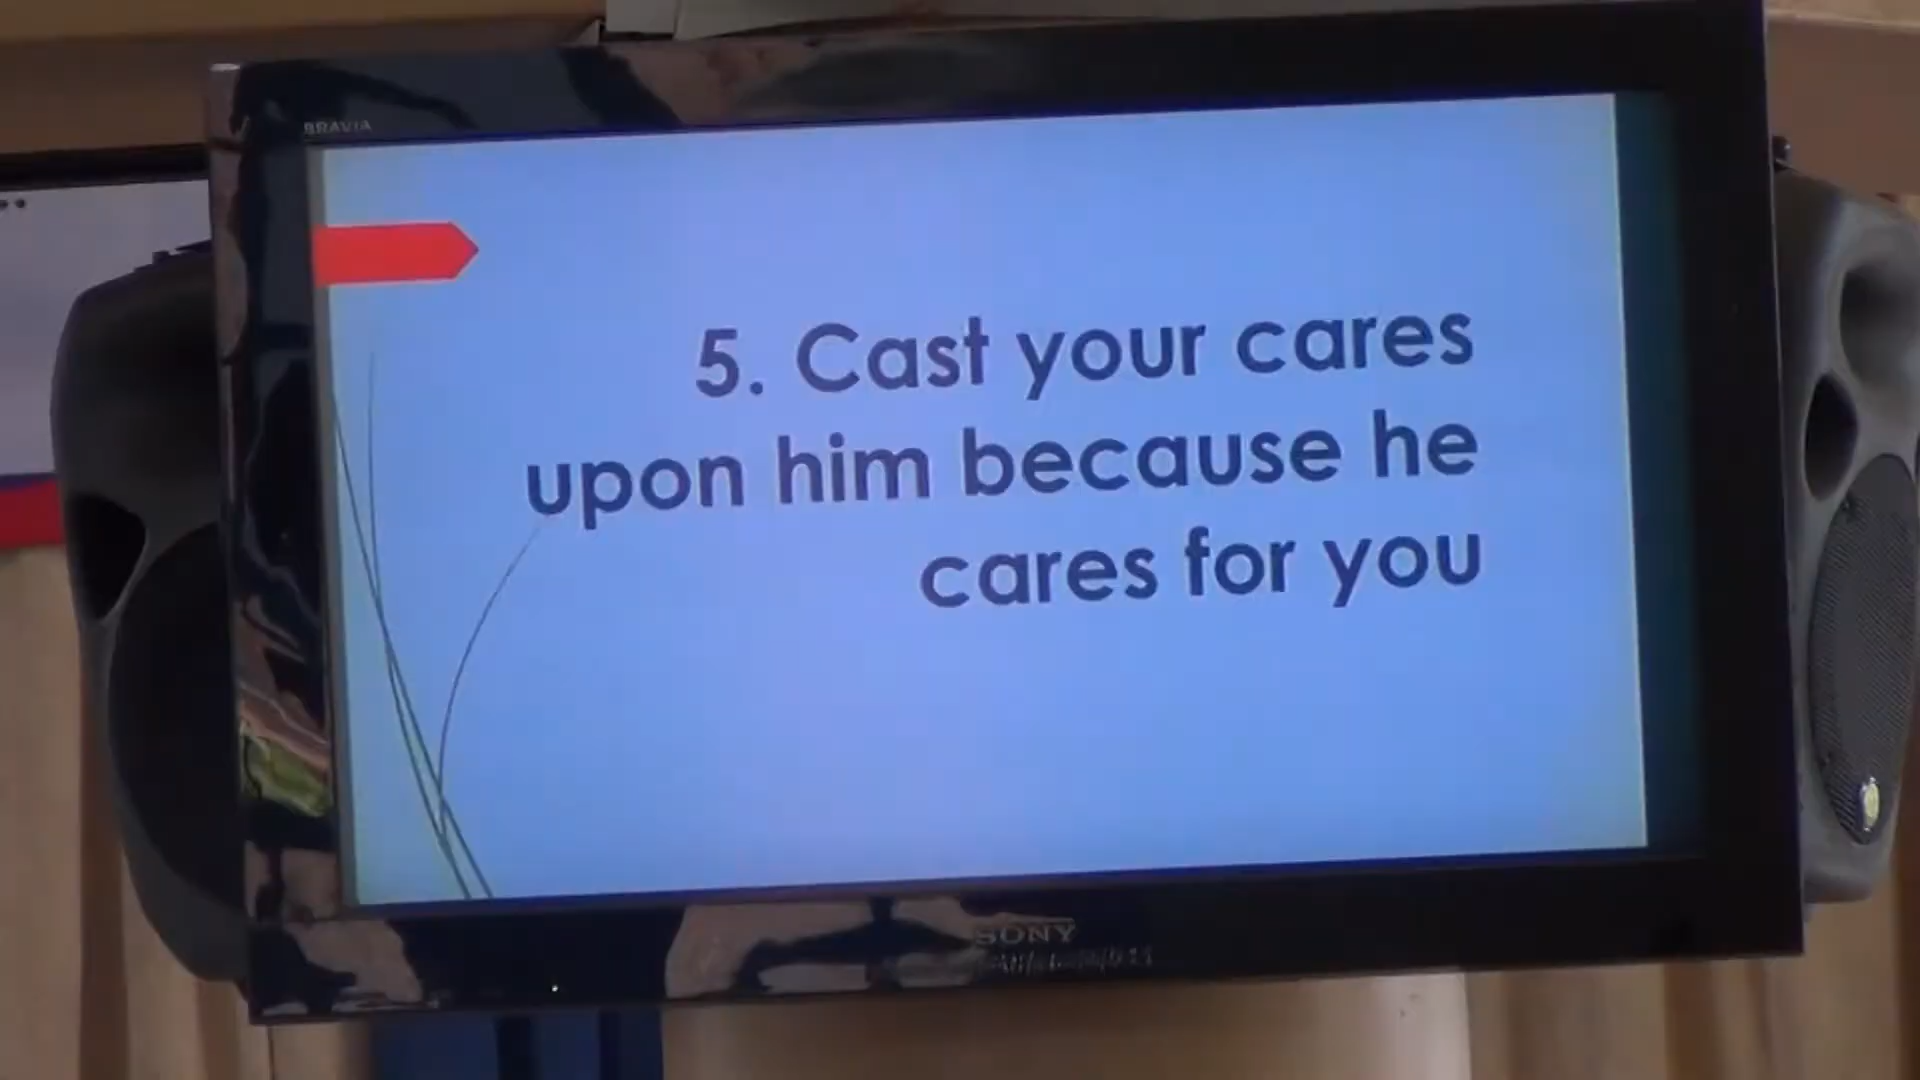 BRAVIA
5. Cast your cares
upon him because he
cares for you
SONY